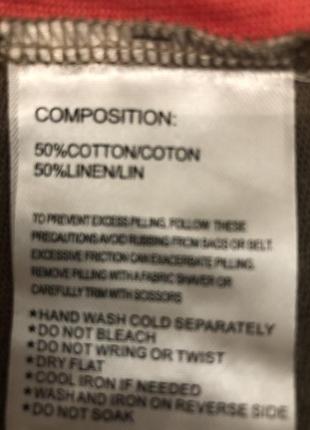 COMPOSITION:
50%COTTON/COTON
50%LINEN/LIN
TO PREVENT EXCESS PILLING, FOLLOW THESE
PRECAUTIONS AVOID RUBBING FROM BAGS OR BELT.
EXCESSIVE FRICTION CAN EXACERBATE PILLING.
REMOVE PILLING WITH A FABRIC SHAVER OR
CAREFULLY TRIM WITH SCISSORS
*HAND WASH COLD SEPARATELY
*DO NOT BLEACH
*DO NOT WRING OR TWIST
*DRY FLAT
*COOL IRON IF NEEDED
*WASH AND IRON ON REVERSE SIDE
*DO NOT SOAK